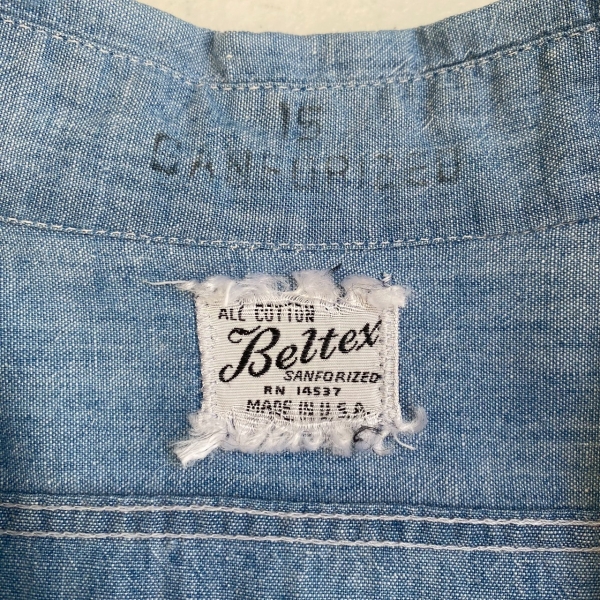 15
SANFORIZED
ALL COTTON
Beltex
SANFORIZED
RN 14537
MADE IN U.S.A.